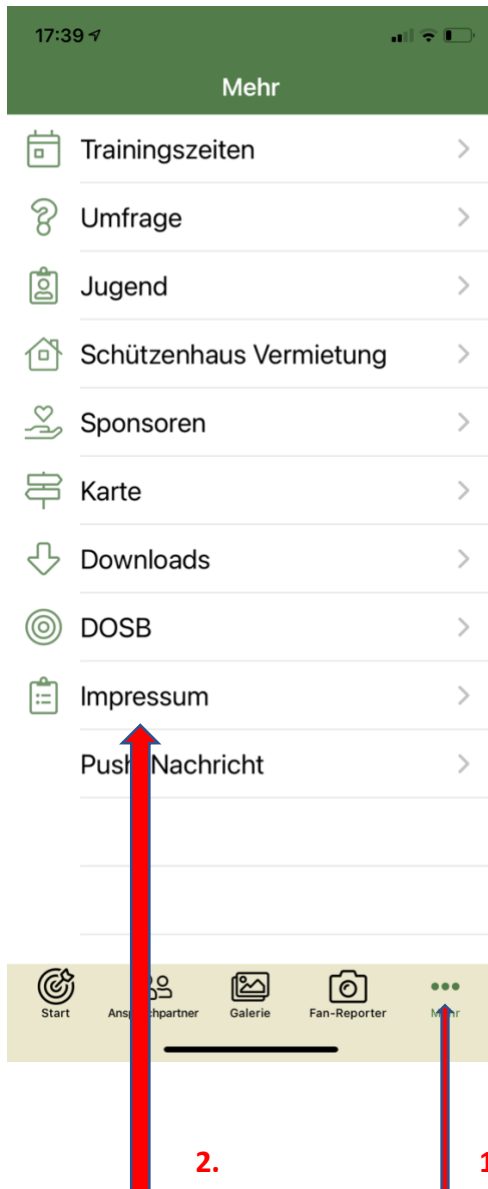 17:39
Mehr
Trainingszeiten
Umfrage
Jugend
Schützenhaus Vermietung
Sponsoren
Karte
Downloads
DOSB
Impressum
Nachricht
Start Galerie Fan-Reporter
2. 1